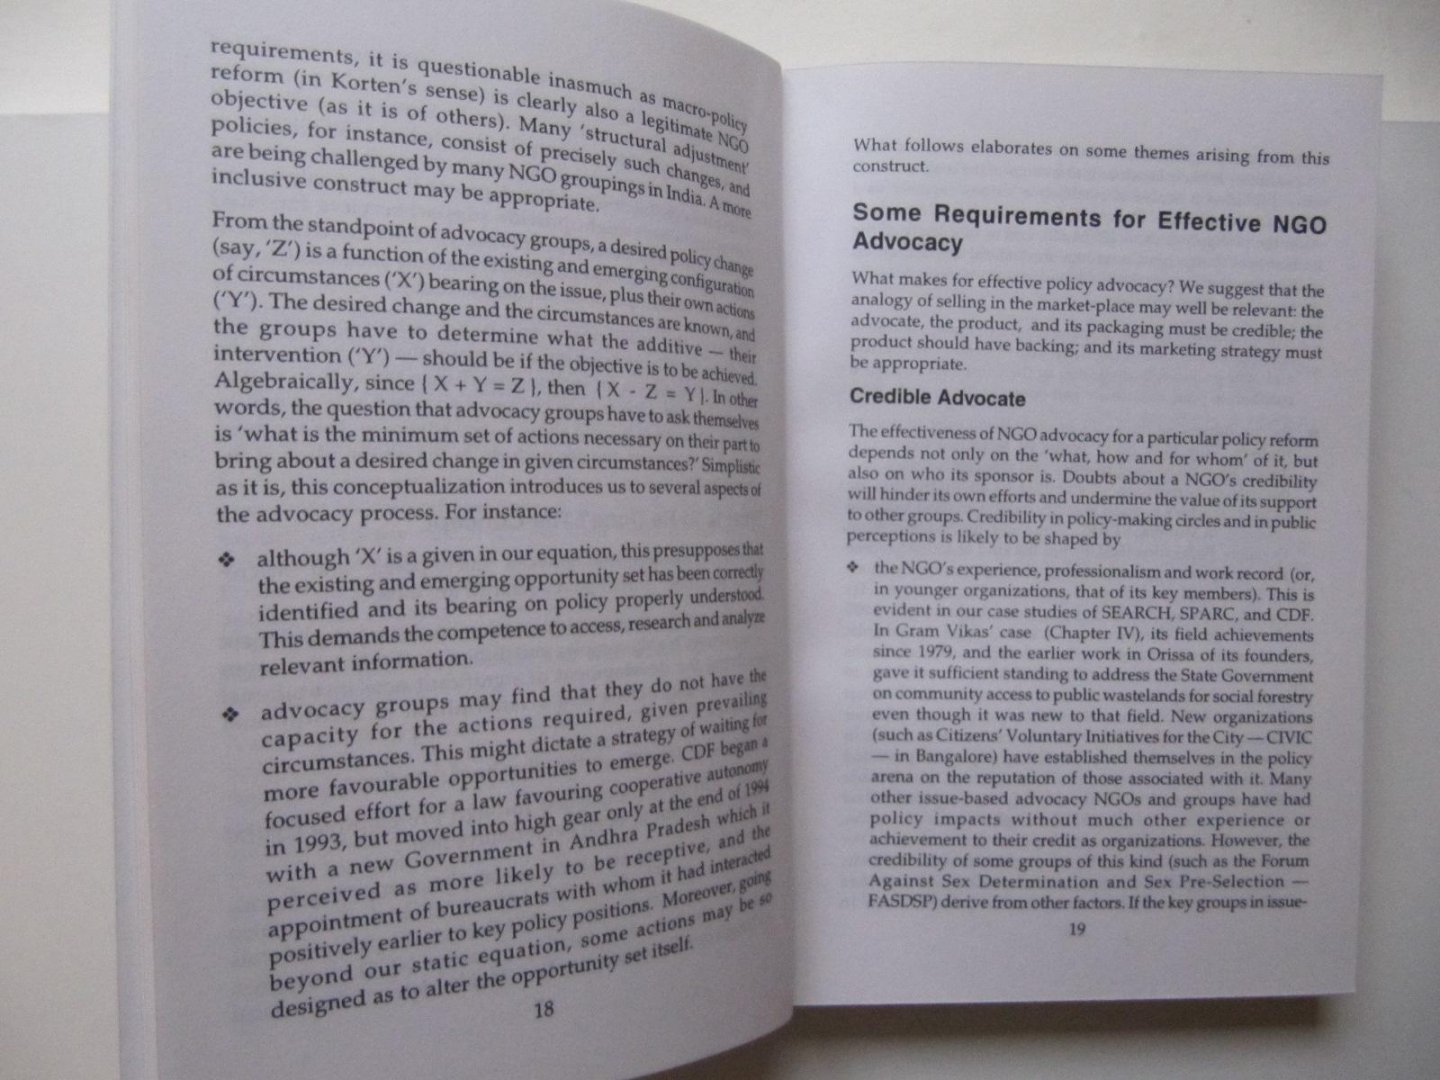 requirements, it is questionable inasmuch as macro-policy
reform (in Korten's sense) is clearly also a legitimate NGO
objective (as it is of others). Many 'structural adjustment'
policies, for instance, consist of precisely such changes, and
are being challenged by many NGO groupings in India. A more
inclusive construct may be appropriate.
From the standpoint of advocacy groups, a desired policy change
(say, 'Z') is a function of the existing and emerging configuration
of circumstances ('X') bearing on the issue, plus their own actions
('Y'). The desired change and the circumstances are known, and
the groups have to determine what the additive — their
intervention ('Y') — should be if the objective is to be achieved.
Algebraically, since { X + Y = Z }, then { X - Z = Y }. In other
words, the question that advocacy groups have to ask themselves
is 'what is the minimum set of actions necessary on their part to
bring about a desired change in given circumstances?' Simplistic
as it is, this conceptualization introduces us to several aspects of
the advocacy process. For instance:
❖ although 'X' is a given in our equation, this presupposes that
the existing and emerging opportunity set has been correctly
identified and its bearing on policy properly understood.
This demands the competence to access, research and analyze
relevant information.
❖ advocacy groups may find that they do not have the
capacity for the actions required, given prevailing
circumstances. This might dictate a strategy of waiting for
more favourable opportunities to emerge. CDF began a
focused effort for a law favouring cooperative autonomy
in 1993, but moved into high gear only at the end of 1994
with a new Government in Andhra Pradesh which it
perceived as more likely to be receptive, and the
appointment of bureaucrats with whom it had interacted
positively earlier to key policy positions. Moreover, going
beyond our static equation, some actions may be so
designed as to alter the opportunity set itself.
18
What follows elaborates on some themes arising from this
construct.
Some Requirements for Effective NGO
Advocacy
What makes for effective policy advocacy? We suggest that the
analogy of selling in the market-place may well be relevant: the
advocate, the product, and its packaging must be credible; the
product should have backing; and its marketing strategy must
be appropriate.
Credible Advocate
The effectiveness of NGO advocacy for a particular policy reform
depends not only on the 'what, how and for whom' of it, but
also on who its sponsor is. Doubts about a NGO's credibility
will hinder its own efforts and undermine the value of its support
to other groups. Credibility in policy-making circles and in public
perceptions is likely to be shaped by
❖ the NGO's experience, professionalism and work record (or,
in younger organizations, that of its key members). This is
evident in our case studies of SEARCH, SPARC, and CDF.
In Gram Vikas' case (Chapter IV), its field achievements
since 1979, and the earlier work in Orissa of its founders,
gave it sufficient standing to address the State Government
on community access to public wastelands for social forestry
even though it was new to that field. New organizations
(such as Citizens' Voluntary Initiatives for the City — CIVIC
— in Bangalore) have established themselves in the policy
arena on the reputation of those associated with it. Many
other issue-based advocacy NGOs and groups have had
policy impacts without much other experience or
achievement to their credit as organizations. However, the
credibility of some groups of this kind (such as the Forum
Against Sex Determination and Sex Pre-Selection —
FASDSP) derive from other factors. If the key groups in issue-
19